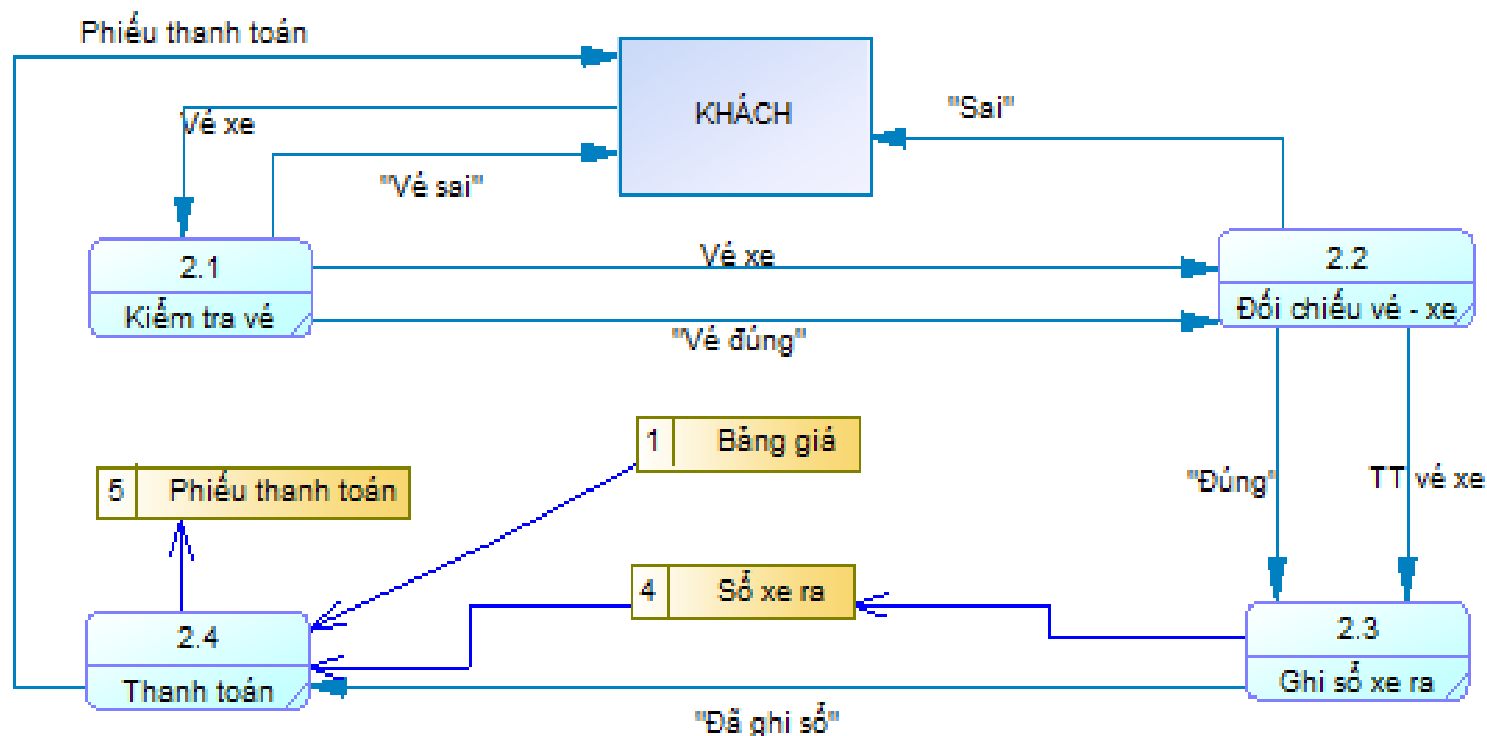 Phiếu thanh toán
KHÁCH
"Sai"
Vé xe
"Vé sai"
2.1
Kiểm tra vé
Vé xe
"Vé đúng"
2.2
Đối chiếu vé - xe
1 Bảng giá
5 Phiếu thanh toán
"Đúng"
TT vé xe
4 Sổ xe ra
2.4
Thanh toán
2.3
Ghi sổ xe ra
"Đã ghi sổ"